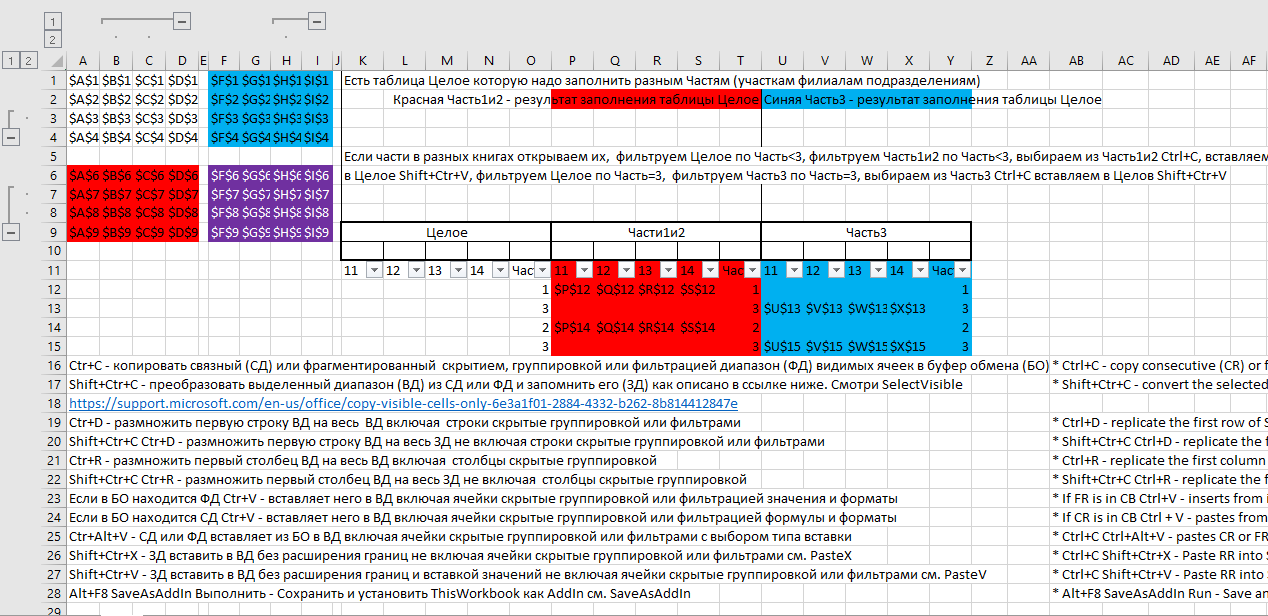 1
2
1 2 A B C D E F G H I J K L M N O P Q R S T U V W X Y Z AA AB AC AD AE AF
1 $A$1 $B$1 $C$1 $D$1 $F$1 $G$1 $H$1 $I$1 Есть таблица Целое которую надо заполнить разным Частям (участкам филиалам подразделениям)
2 $A$2 $B$2 $C$2 $D$2 $F$2 $G$2 $H$2 $I$2 Красная Часть1и2 - результат заполнения таблицы Целое Синяя Часть3 - результат заполнения таблицы Целое
3 $A$3 $B$3 $C$3 $D$3 $F$3 $G$3 $H$3 $I$3
4 $A$4 $B$4 $C$4 $D$4 $F$4 $G$4 $H$4 $I$4
5 Если части в разных книгах открываем их, фильтруем Целое по Часть<3, фильтруем Часть1и2 по Часть<3, выбираем из Часть1и2 Ctrl+C, вставляем
6 $A$6 $B$6 $C$6 $D$6 $F$6 $G$6 $H$6 $I$6 в Целое Shift+Ctr+V, фильтруем Целое по Часть=3, фильтруем Часть3 по Часть=3, выбираем из Часть3 Ctrl+C вставляем в Целов Shift+Ctr+V
7 $A$7 $B$7 $C$7 $D$7 $F$7 $G$7 $H$7 $I$7
8 $A$8 $B$8 $C$8 $D$8 $F$8 $G$8 $H$8 $I$8
9 $A$9 $B$9 $C$9 $D$9 $F$9 $G$9 $H$9 $I$9 Целое Части1и2 Часть3
10
11 11 12 13 14 Час 11 12 13 14 Час 11 12 13 14 Час
12 1 $P$12 $Q$12 $R$12 $S$12 1 1
13 3 3 $U$13 $V$13 $W$13 $X$13 3
14 2 $P$14 $Q$14 $R$14 $S$14 2 2
15 3 3 $U$15 $V$15 $W$15 $X$15 3
16 Ctr+C - копировать связный (СД) или фрагментированный скрытием, группировкой или фильтрацией диапазон (ФД) видимых ячеек в буфер обмена (БО) * Ctrl+C - copy consecutive (CR) or f
17 Shift+Ctr+C - преобразовать выделенный диапазон (ВД) из СД или ФД и запомнить его (ЗД) как описано в ссылке ниже. Смотри SelectVisible * Shift+Ctr+C - convert the selected
18 https://support.microsoft.com/en-us/office/copy-visible-cells-only-6e3a1f01-2884-4332-b262-8b814412847e
19 Ctr+D - размножить первую строку ВД на весь ВД включая строки скрытые группировкой или фильтрами * Ctrl+D - replicate the first row of S
20 Shift+Ctr+C Ctr+D - размножить первую строку ВД на весь ЗД не включая строки скрытые группировкой или фильтрами * Shift+Ctr+C Ctrl+D - replicate the f
21 Ctr+R - размножить первый столбец ВД на весь ВД включая столбцы скрытые группировкой * Ctrl+R - replicate the first column
22 Shift+Ctr+C Ctr+R - размножить первый столбец ВД на весь ЗД не включая столбцы скрытые группировкой * Shift+Ctr+C Ctrl+R - replicate the f
23 Если в БО находится ФД Ctr+V - вставляет него в ВД включая ячейки скрытые группировкой или фильтрацией значения и форматы * If FR is in CB Ctrl+V - inserts from i
24 Если в БО находится СД Ctr+V - вставляет него в ВД включая ячейки скрытые группировкой или фильтрацией формулы и форматы * If CR is in CB Ctrl + V - pastes from
25 Ctr+Alt+V - СД или ФД вставляет из БО в ВД включая ячейки скрытые группировкой или фильтрами с выбором типа вставки * Ctrl+C Ctrl+Alt+V - pastes CR or FR
26 Shift+Ctr+X - ЗД вставить в ВД без расширения границ не включая ячейки скрытые группировкой или фильтрами см. PasteX * Ctrl+C Shift+Ctr+X - Paste RR into S
27 Shift+Ctr+V - ЗД вставить в ВД без расширения границ и вставкой значений не включая ячейки скрытые группировкой или фильтрами см. PasteV * Ctrl+C Shift+Ctr+V - Paste RR into
28 Alt+F8 SaveAsAddIn Выполнить - Сохранить и установить ThisWorkbook как AddIn см. SaveAsAddIn * Alt+F8 SaveAsAddIn Run - Save an
29